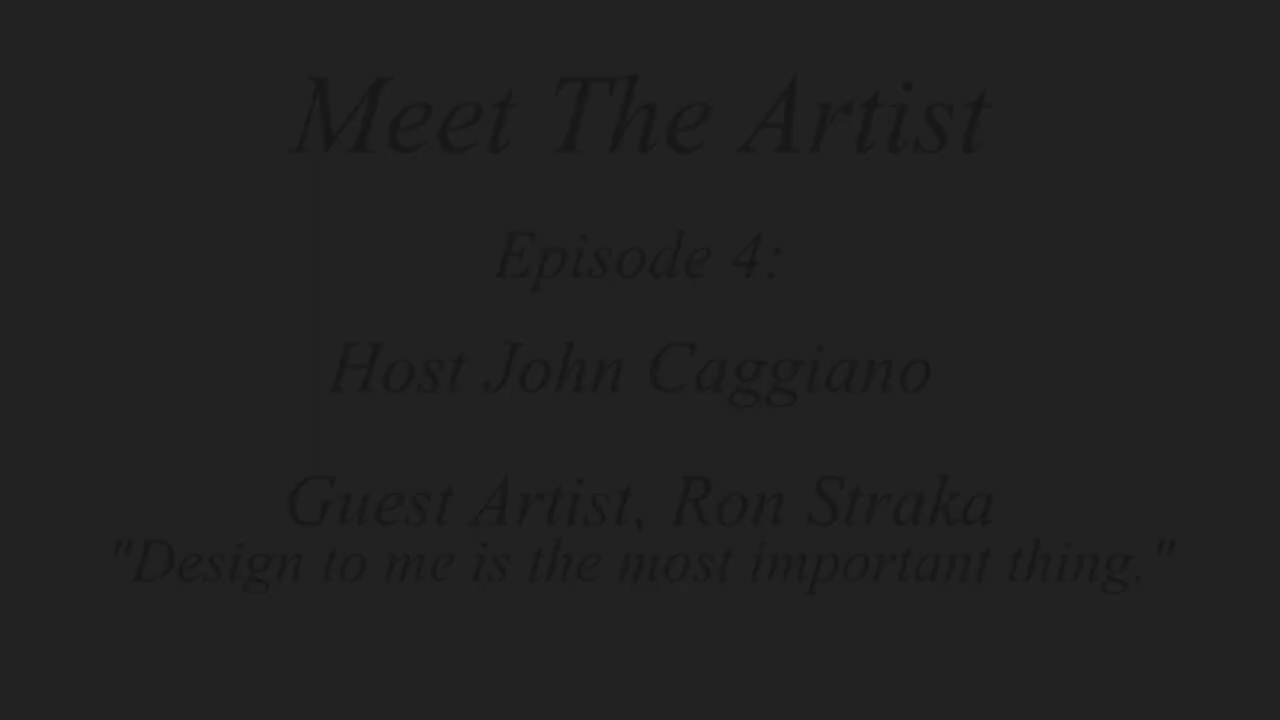 Meet The Artist
Episode 4:
Host John Caggiano
Guest Artist, Ron Straka
"Design to me is the most important thing."